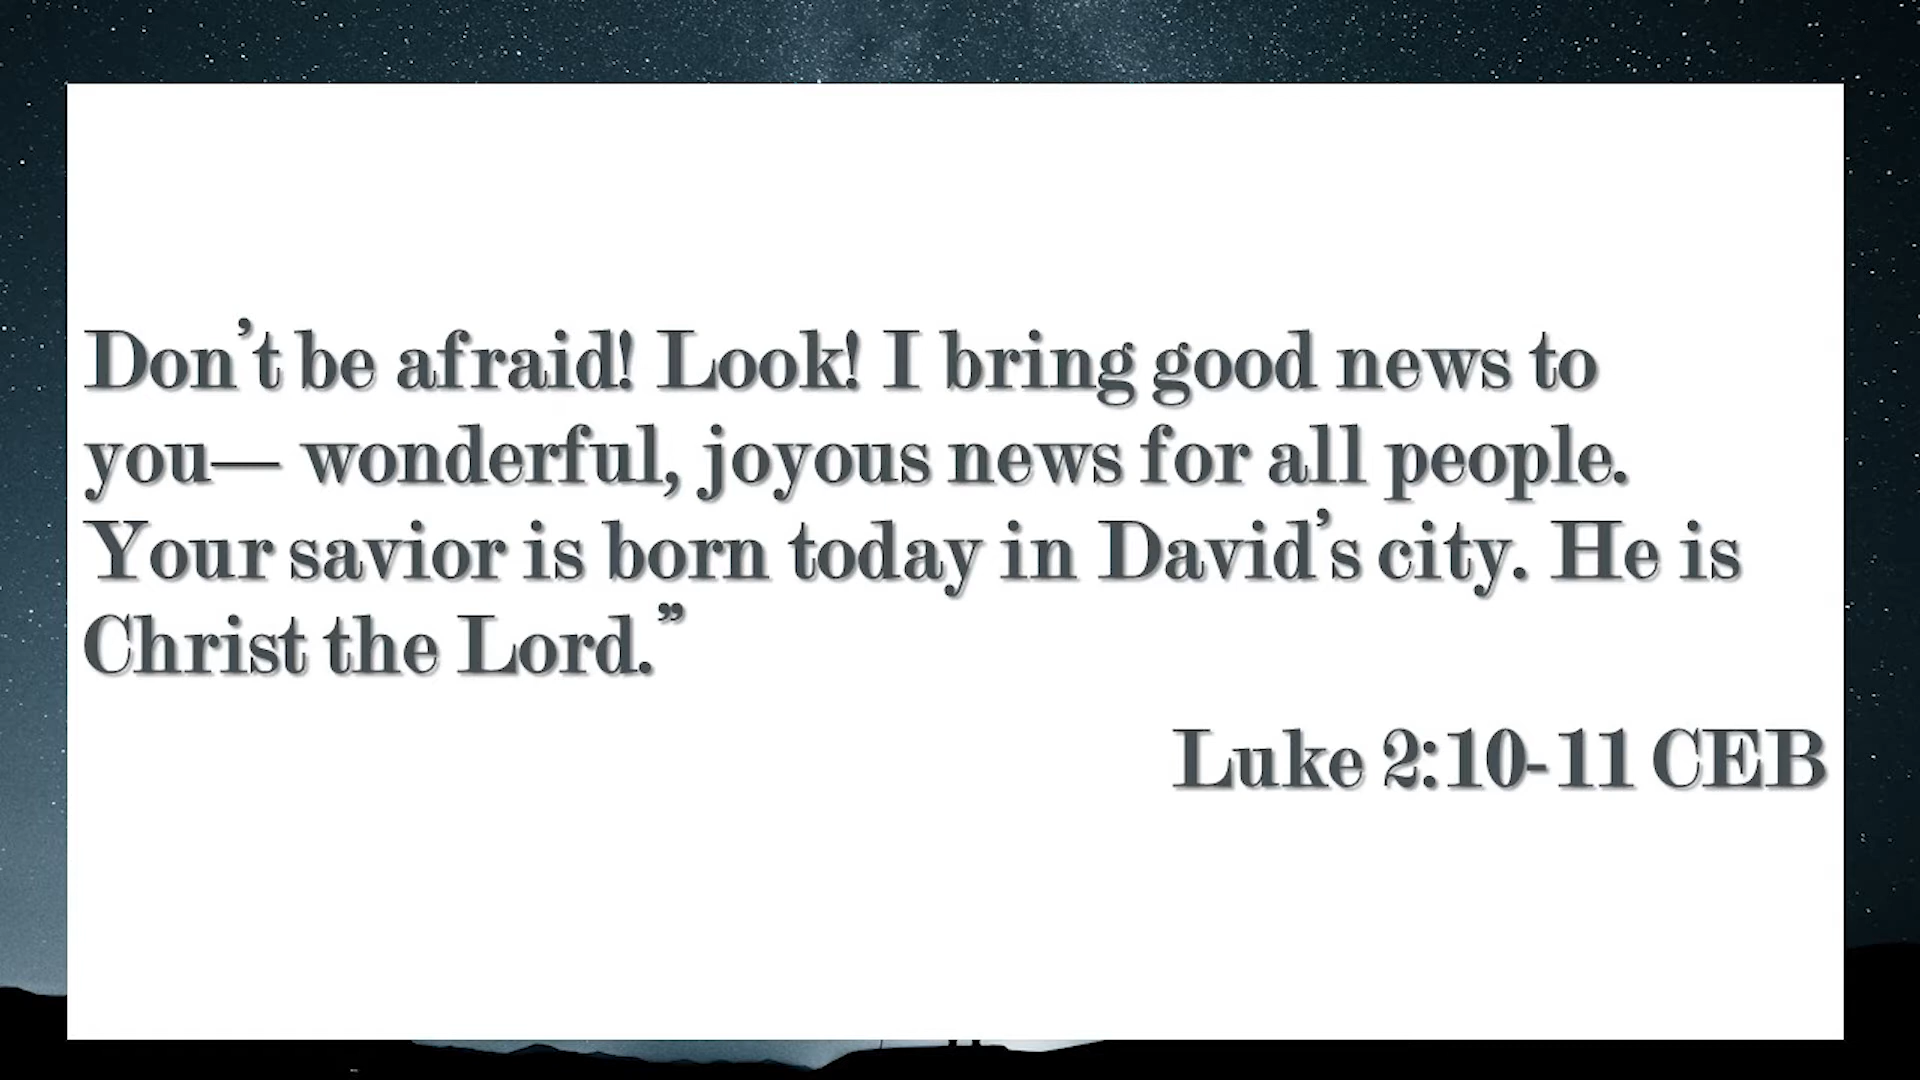 Don’t be afraid! Look! I bring good news to
you— wonderful, joyous news for all people.
Your savior is born today in David’s city. He is
Christ the Lord.”
Luke 2:10-11 CEB